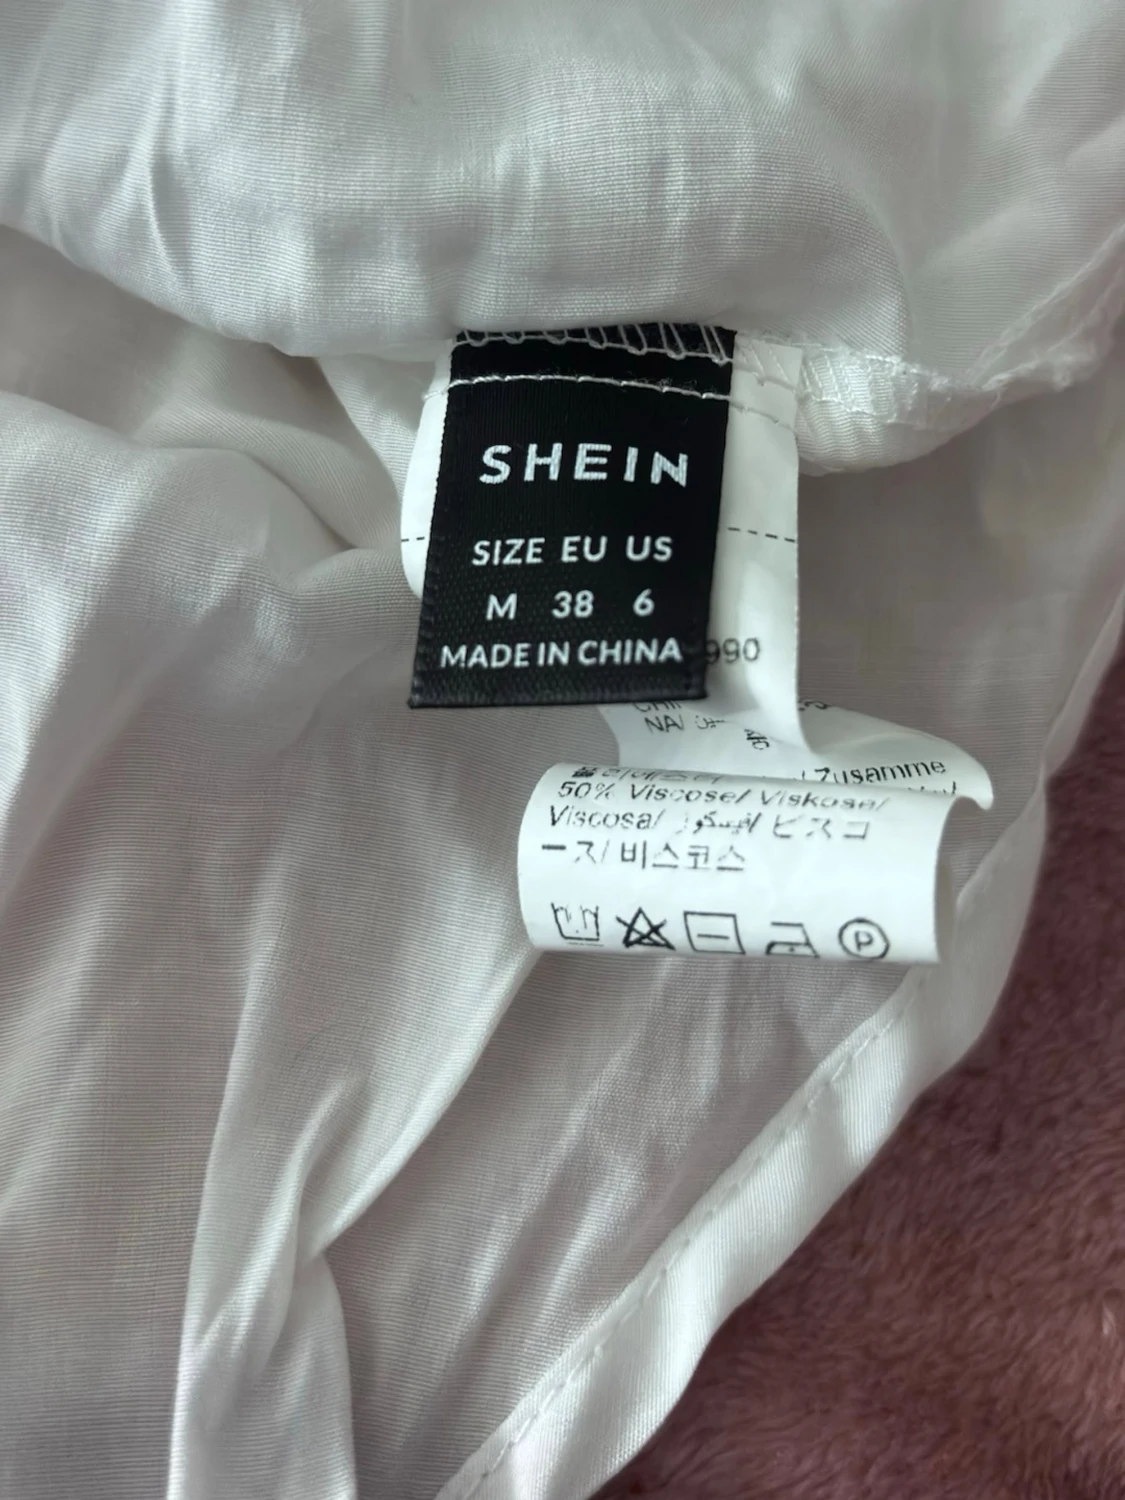 SHEIN
SIZE EU US
M 38 6
MADE IN CHINA
990
NA/
/Zusamme
50% Viscose/ Viskose/
Viscosa/ ビスコ
ース/ 비스코스
P